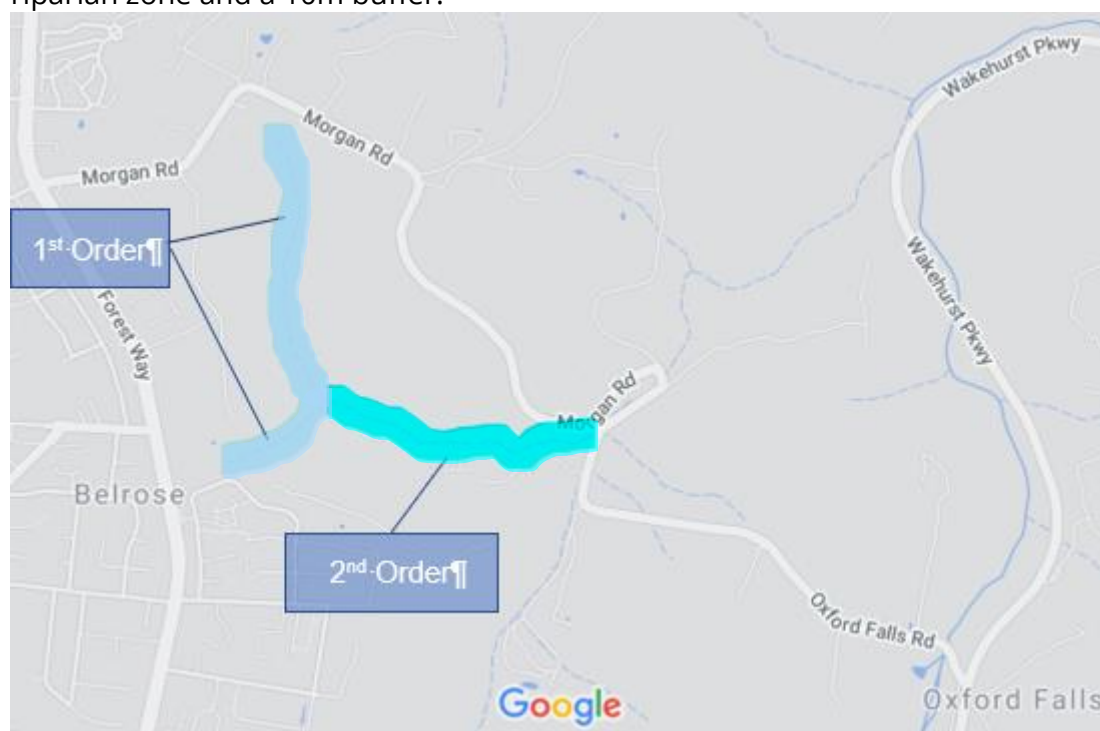 riparian zone and a 10m buffer.
Wakehurst Pkwy
Morgan Rd
Morgan Rd
1st·Order¶
Wakehurst Pkwy
Forest Way
Morgan Rd
Belrose
2nd·Order¶
Oxford Falls Rd
Google
Oxford Falls